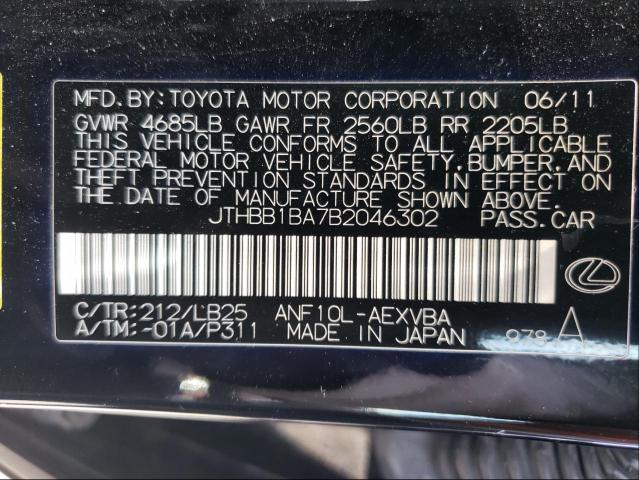 MFD. BY: TOYOTA MOTOR CORPORATION 06/11
GVWR 4685LB GAWR FR 2560LB RR 2205LB
THIS VEHICLE CONFORMS TO ALL APPLICABLE
FEDERAL MOTOR VEHICLE SAFETY, BUMPER, AND
THEFT PREVENTION STANDARDS IN EFFECT ON
THE DATE OF MANUFACTURE SHOWN ABOVE.
JTHBB1BA7B2046302 PASS. CAR
C/TR: 212/LB25 ANF10L-AEXVBA
A/TM: -01A/P311 MADE IN JAPAN 978 A